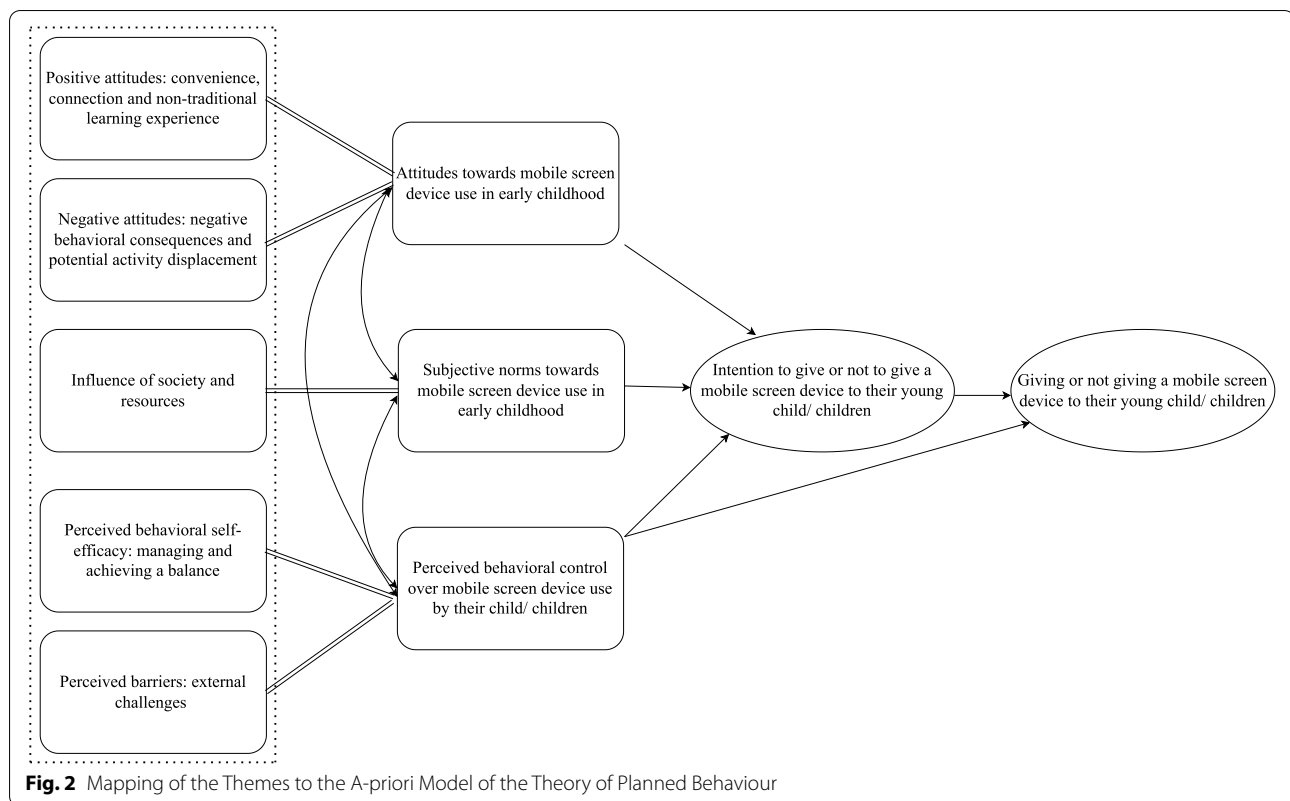 Positive attitudes: convenience,
connection and non-traditional
learning experience
Negative attitudes: negative
behavioral consequences and
potential activity displacement
Influence of society and
resources
Perceived behavioral self-
efficacy: managing and
achieving a balance
Perceived barriers: external
challenges
Attitudes towards mobile screen
device use in early childhood
Subjective norms towards
mobile screen device use in
early childhood
Perceived behavioral control
over mobile screen device use
by their child/ children
Intention to give or not to give a
mobile screen device to their young
child/ children
Giving or not giving a mobile screen
device to their young child/ children
Fig. 2 Mapping of the Themes to the A-priori Model of the Theory of Planned Behaviour